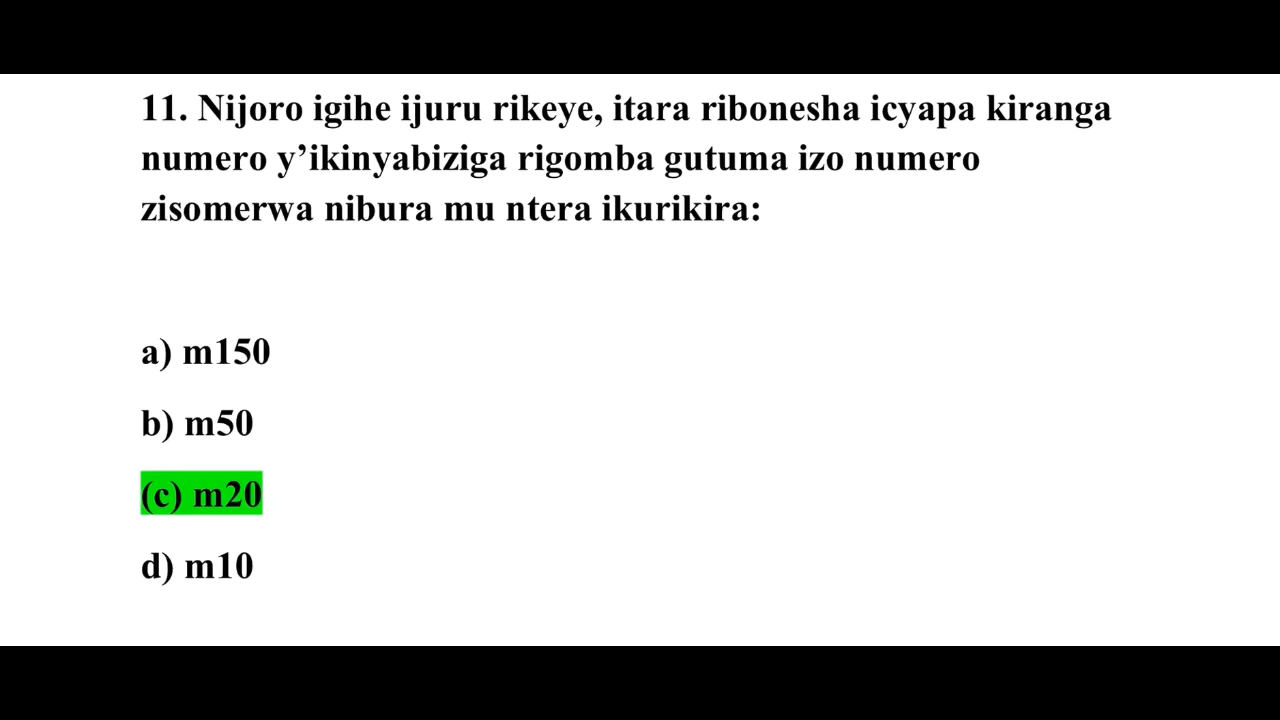 11. Nijoro igihe ijuru rikeye, itara ribonesha icyapa kiranga
numero y’ikinyabiziga rigomba gutuma izo numero
zisomerwa nibura mu ntera ikurikira:
a) m150
b) m50
(c) m20
d) m10